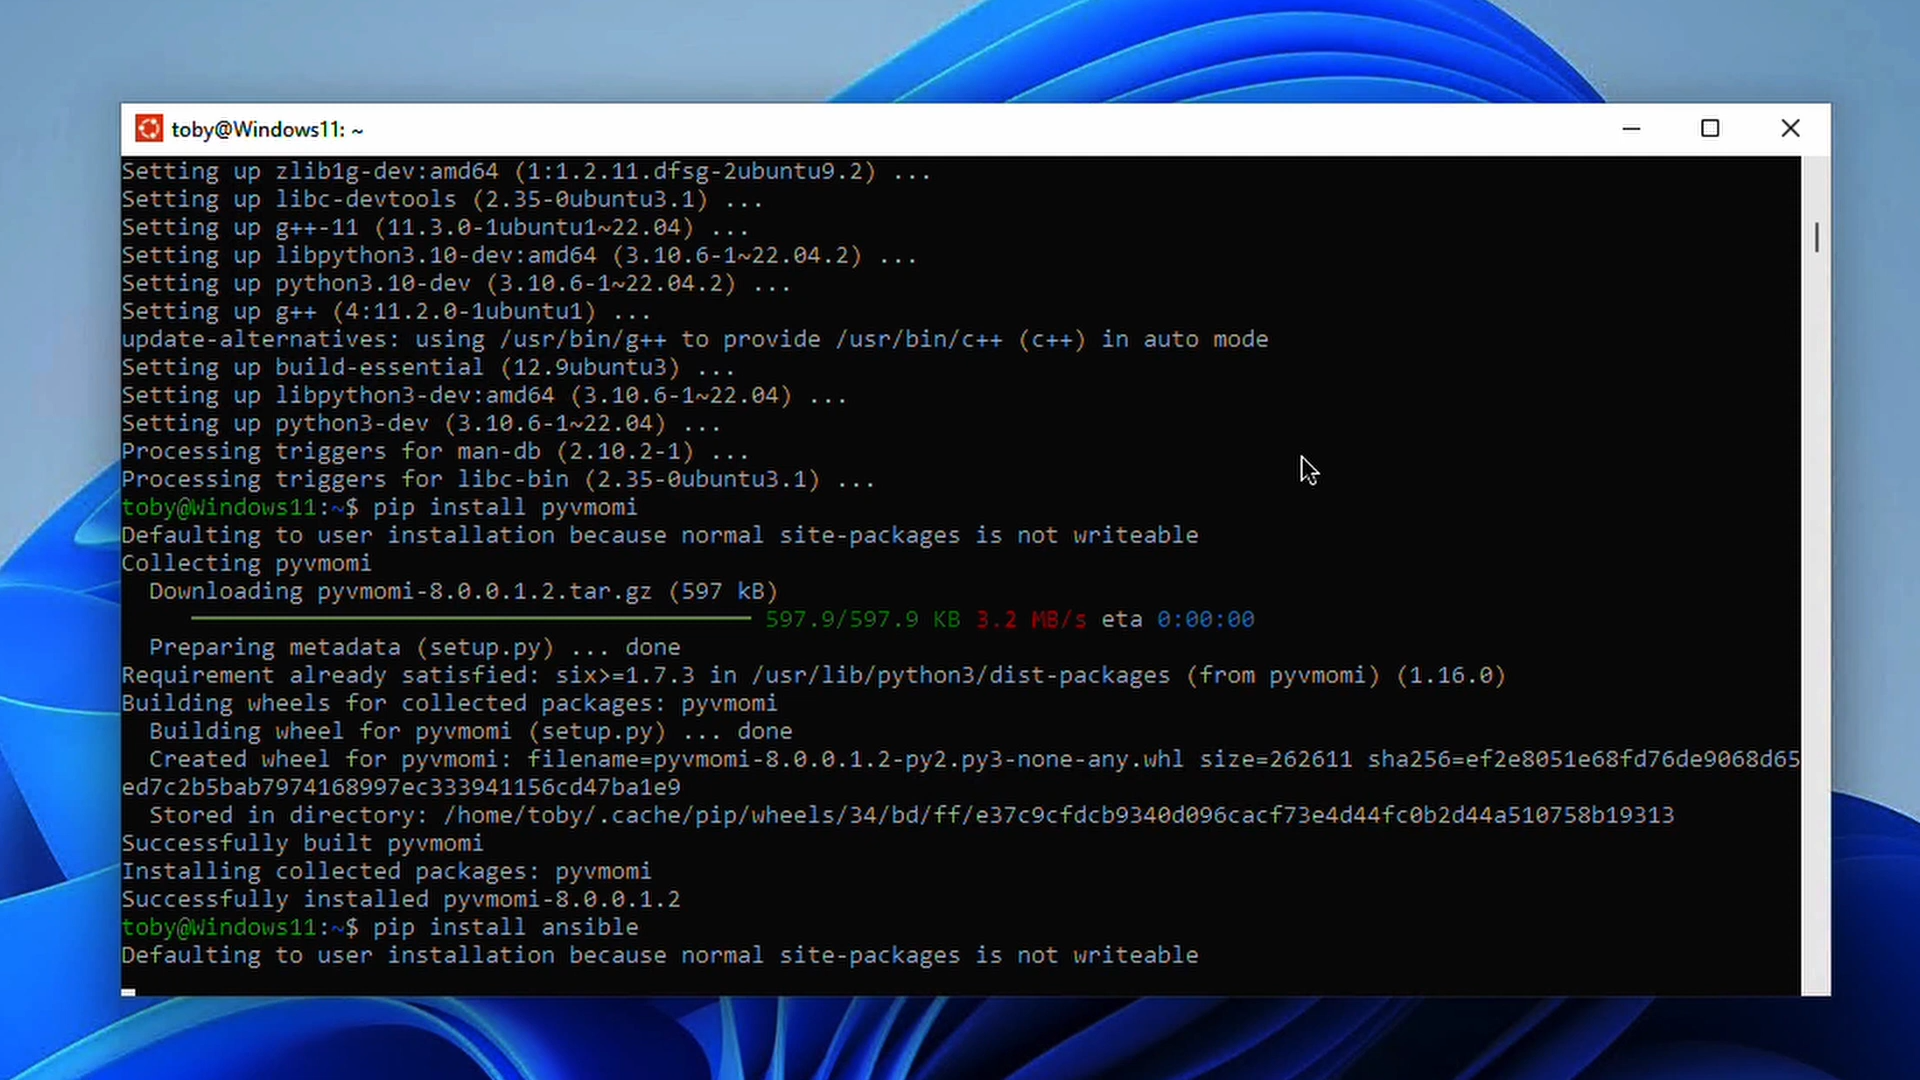 toby@Windows11: ~
Setting up zlib1g-dev:amd64 (1:1.2.11.dfsg-2ubuntu9.2) ...
Setting up libc-devtools (2.35-0ubuntu3.1) ...
Setting up g++-11 (11.3.0-1ubuntu1~22.04) ...
Setting up libpython3.10-dev:amd64 (3.10.6-1~22.04.2) ...
Setting up python3.10-dev (3.10.6-1~22.04.2) ...
Setting up g++ (4:11.2.0-1ubuntu1) ...
update-alternatives: using /usr/bin/g++ to provide /usr/bin/c++ (c++) in auto mode
Setting up build-essential (12.9ubuntu3) ...
Setting up libpython3-dev:amd64 (3.10.6-1~22.04) ...
Setting up python3-dev (3.10.6-1~22.04) ...
Processing triggers for man-db (2.10.2-1) ...
Processing triggers for libc-bin (2.35-0ubuntu3.1) ...
toby@Windows11:~$ pip install pyvmomi
Defaulting to user installation because normal site-packages is not writeable
Collecting pyvmomi
  Downloading pyvmomi-8.0.0.1.2.tar.gz (597 kB)
597.9/597.9 KB 3.2 MB/s eta 0:00:00
  Preparing metadata (setup.py) ... done
Requirement already satisfied: six>=1.7.3 in /usr/lib/python3/dist-packages (from pyvmomi) (1.16.0)
Building wheels for collected packages: pyvmomi
  Building wheel for pyvmomi (setup.py) ... done
  Created wheel for pyvmomi: filename=pyvmomi-8.0.0.1.2-py2.py3-none-any.whl size=262611 sha256=ef2e8051e68fd76de9068d65
ed7c2b5bab7974168997ec333941156cd47ba1e9
  Stored in directory: /home/toby/.cache/pip/wheels/34/bd/ff/e37c9cfdcb9340d096cacf73e4d44fc0b2d44a510758b19313
Successfully built pyvmomi
Installing collected packages: pyvmomi
Successfully installed pyvmomi-8.0.0.1.2
toby@Windows11:~$ pip install ansible
Defaulting to user installation because normal site-packages is not writeable